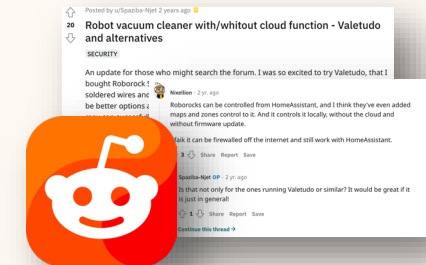 Posted by u/Spaziba-Njet 2 years ago
20
Robot vacuum cleaner with/whitout cloud function - Valetudo
and alternatives
SECURITY
An update for those who might search the forum. I was so excited to try Valetudo, that I
bought Roborock S
soldered wires and
be better options a
Nixellion · 2 yr. ago
Roborocks can be controlled from HomeAssistant, and I think they've even added
maps and zones control to it. And it controls it locally, without the cloud and
without firmware update.
faik it can be firewalled off the internet and still work with HomeAssistant.
3 Share Report Save
Spaziba-Njet OP · 2 yr. ago
Is that not only for the ones running Valetudo or similar? It would be great if it
is just in general!
1 Share Report Save
Continue this thread →